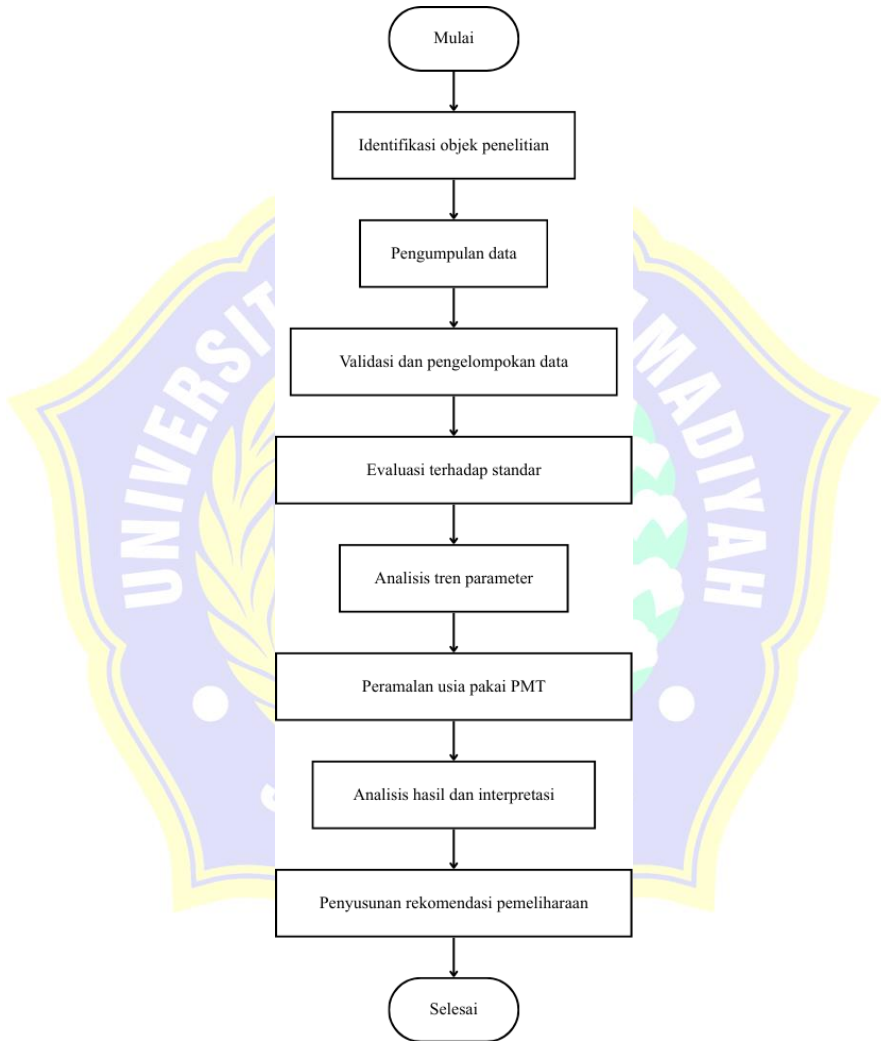 Mulai
Identifikasi objek penelitian
Pengumpulan data
Validasi dan pengelompokan data
Evaluasi terhadap standar
Analisis tren parameter
Peramalan usia pakai PMT
Analisis hasil dan interpretasi
Penyusunan rekomendasi pemeliharaan
Selesai